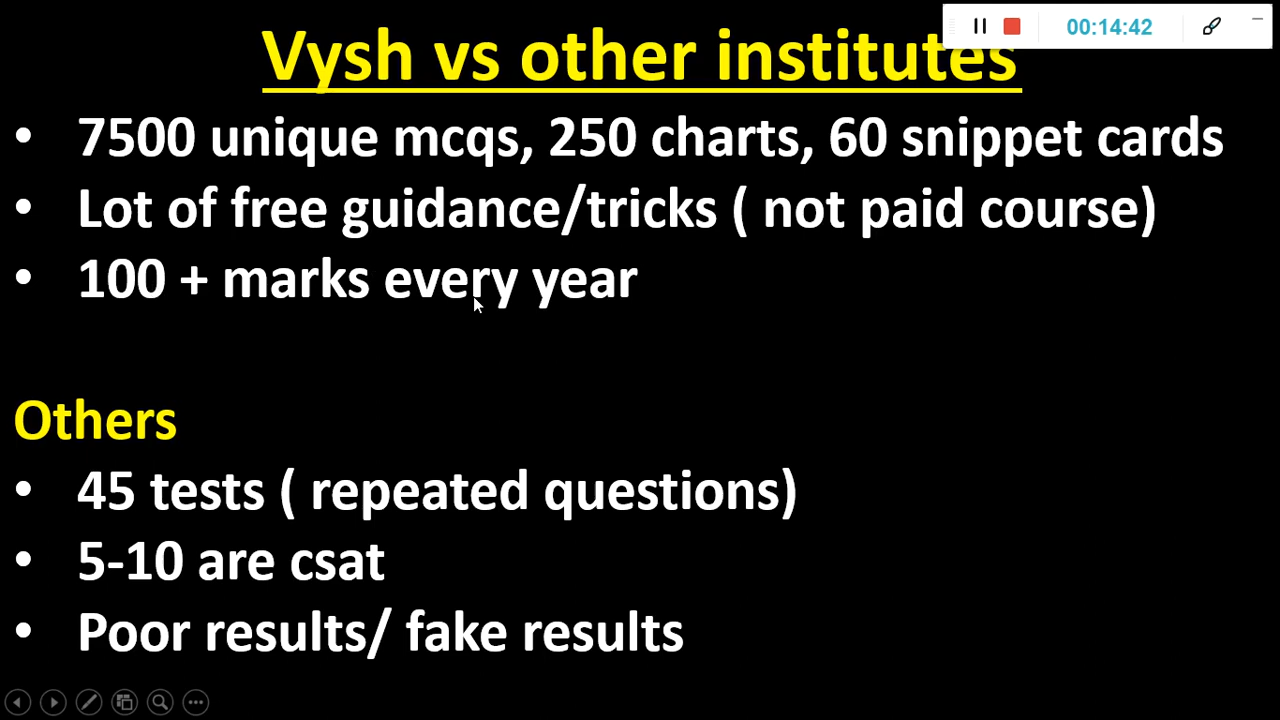 00:14:42
Vysh vs other institutes
• 7500 unique mcqs, 250 charts, 60 snippet cards
• Lot of free guidance/tricks ( not paid course)
• 100 + marks every year
Others
• 45 tests ( repeated questions)
• 5-10 are csat
• Poor results/ fake results